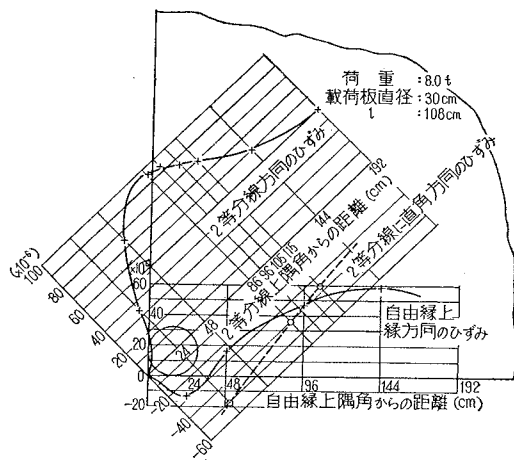 荷重 : 8.0t
載荷板直径 : 30cm
l : 108cm
2等分線方向のひずみ
192
2等分線に直角方向のひずみ
144
2等分線上隅角からの距離 (cm)
86 96 105 115
48
24
(×10⁻⁶)
100
80
60
40
20
0
-20
-40
-60
×10⁻⁶
60
40
20
0
-20
自由縁上
縁方向のひずみ
24 48 96 144 192
自由縁上隅角からの距離 (cm)